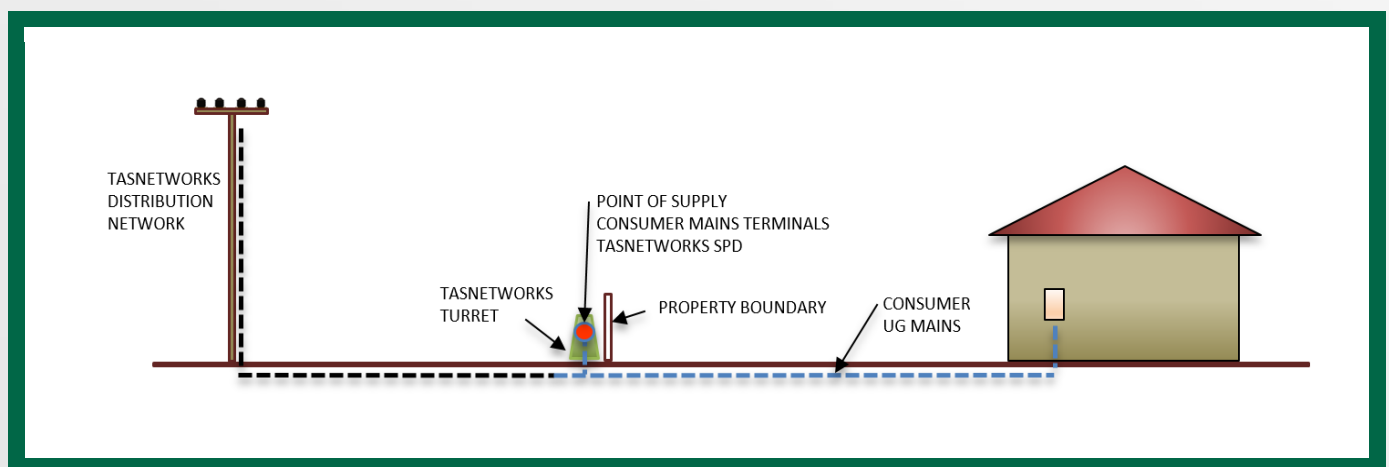 TASNETWORKS
DISTRIBUTION
NETWORK
POINT OF SUPPLY
CONSUMER MAINS TERMINALS
TASNETWORKS SPD
TASNETWORKS
TURRET
PROPERTY BOUNDARY
CONSUMER
UG MAINS